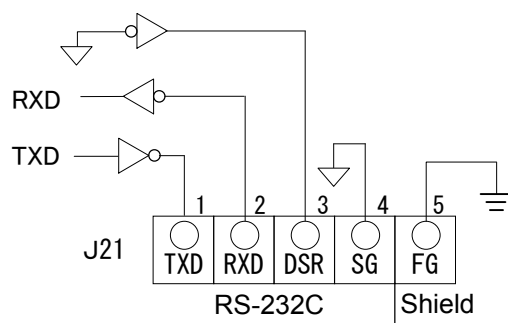 RXD
TXD
1 2 3 4 5
J21
TXD RXD DSR SG FG
RS-232C Shield